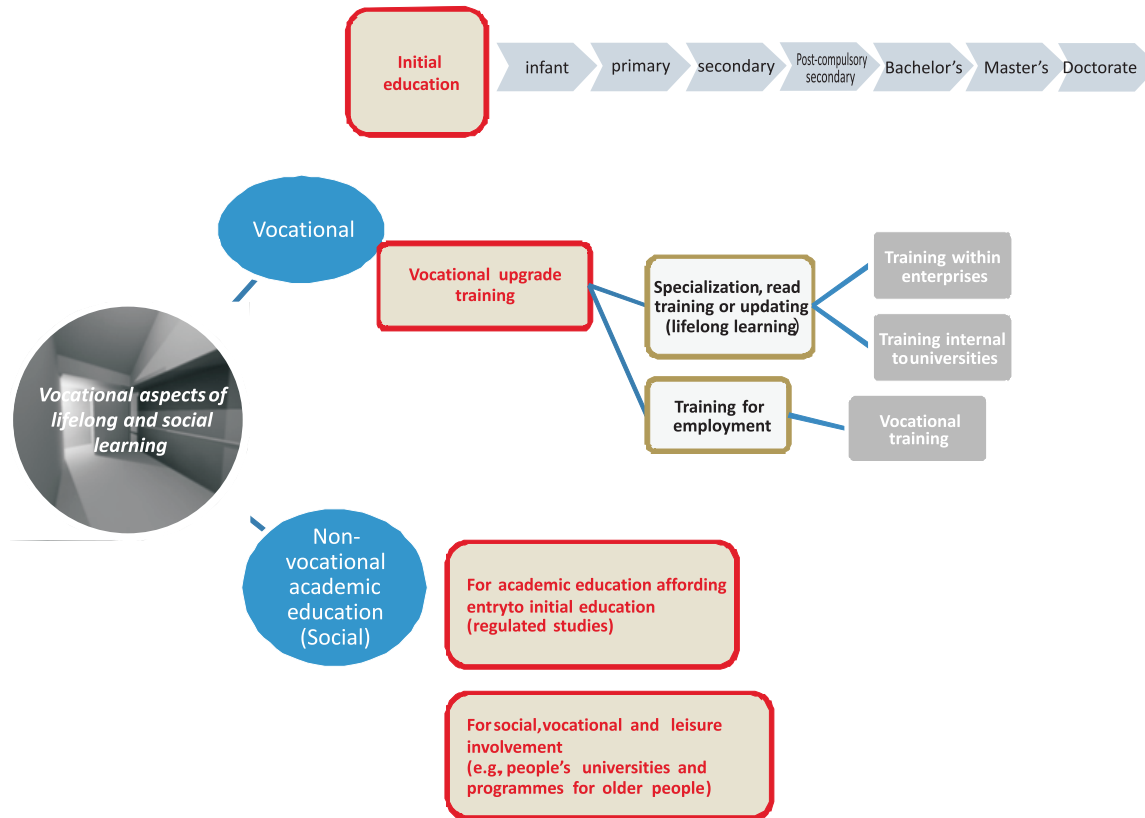 Initial
education
infant
primary
secondary
Post-compulsory
secondary
Bachelor's
Master's
Doctorate
Vocational
Vocational upgrade
training
Specialization, read
training or updating
(lifelong learning)
Training within
enterprises
Training internal
to universities
Training for
employment
Vocational
training
Vocational aspects of
lifelong and social
learning
Non-
vocational
academic
education
(Social)
For academic education affording
entryto initial education
(regulated studies)
For social, vocational and leisure
involvement
(e.g., people's universities and
programmes for older people)